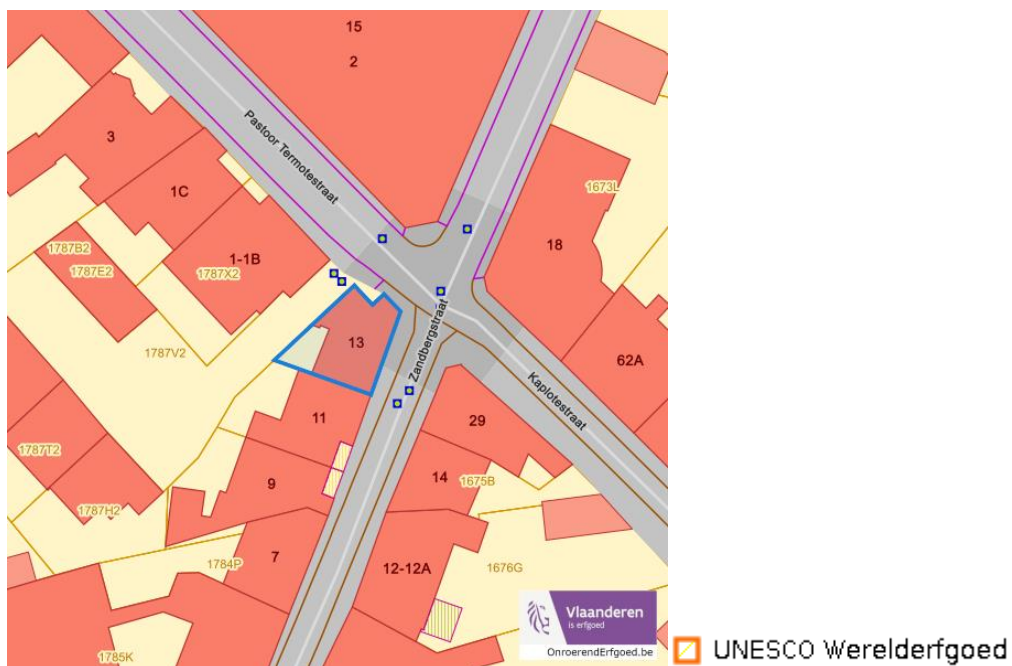 15
2
Pastoor Termotestraat
3
1C
1673L
1787B2
1787E2
1-1B
1787X2
18
Zandbergstraat
13
1787V2
62A
Kaplotestraat
11
29
1787T2
9
14
1675B
1787H2
7
1784P
12-12A
1676G
Vlaanderen
is erfgoed
OnroerendErfgoed.be
UNESCO Werelderfgoed
1785K